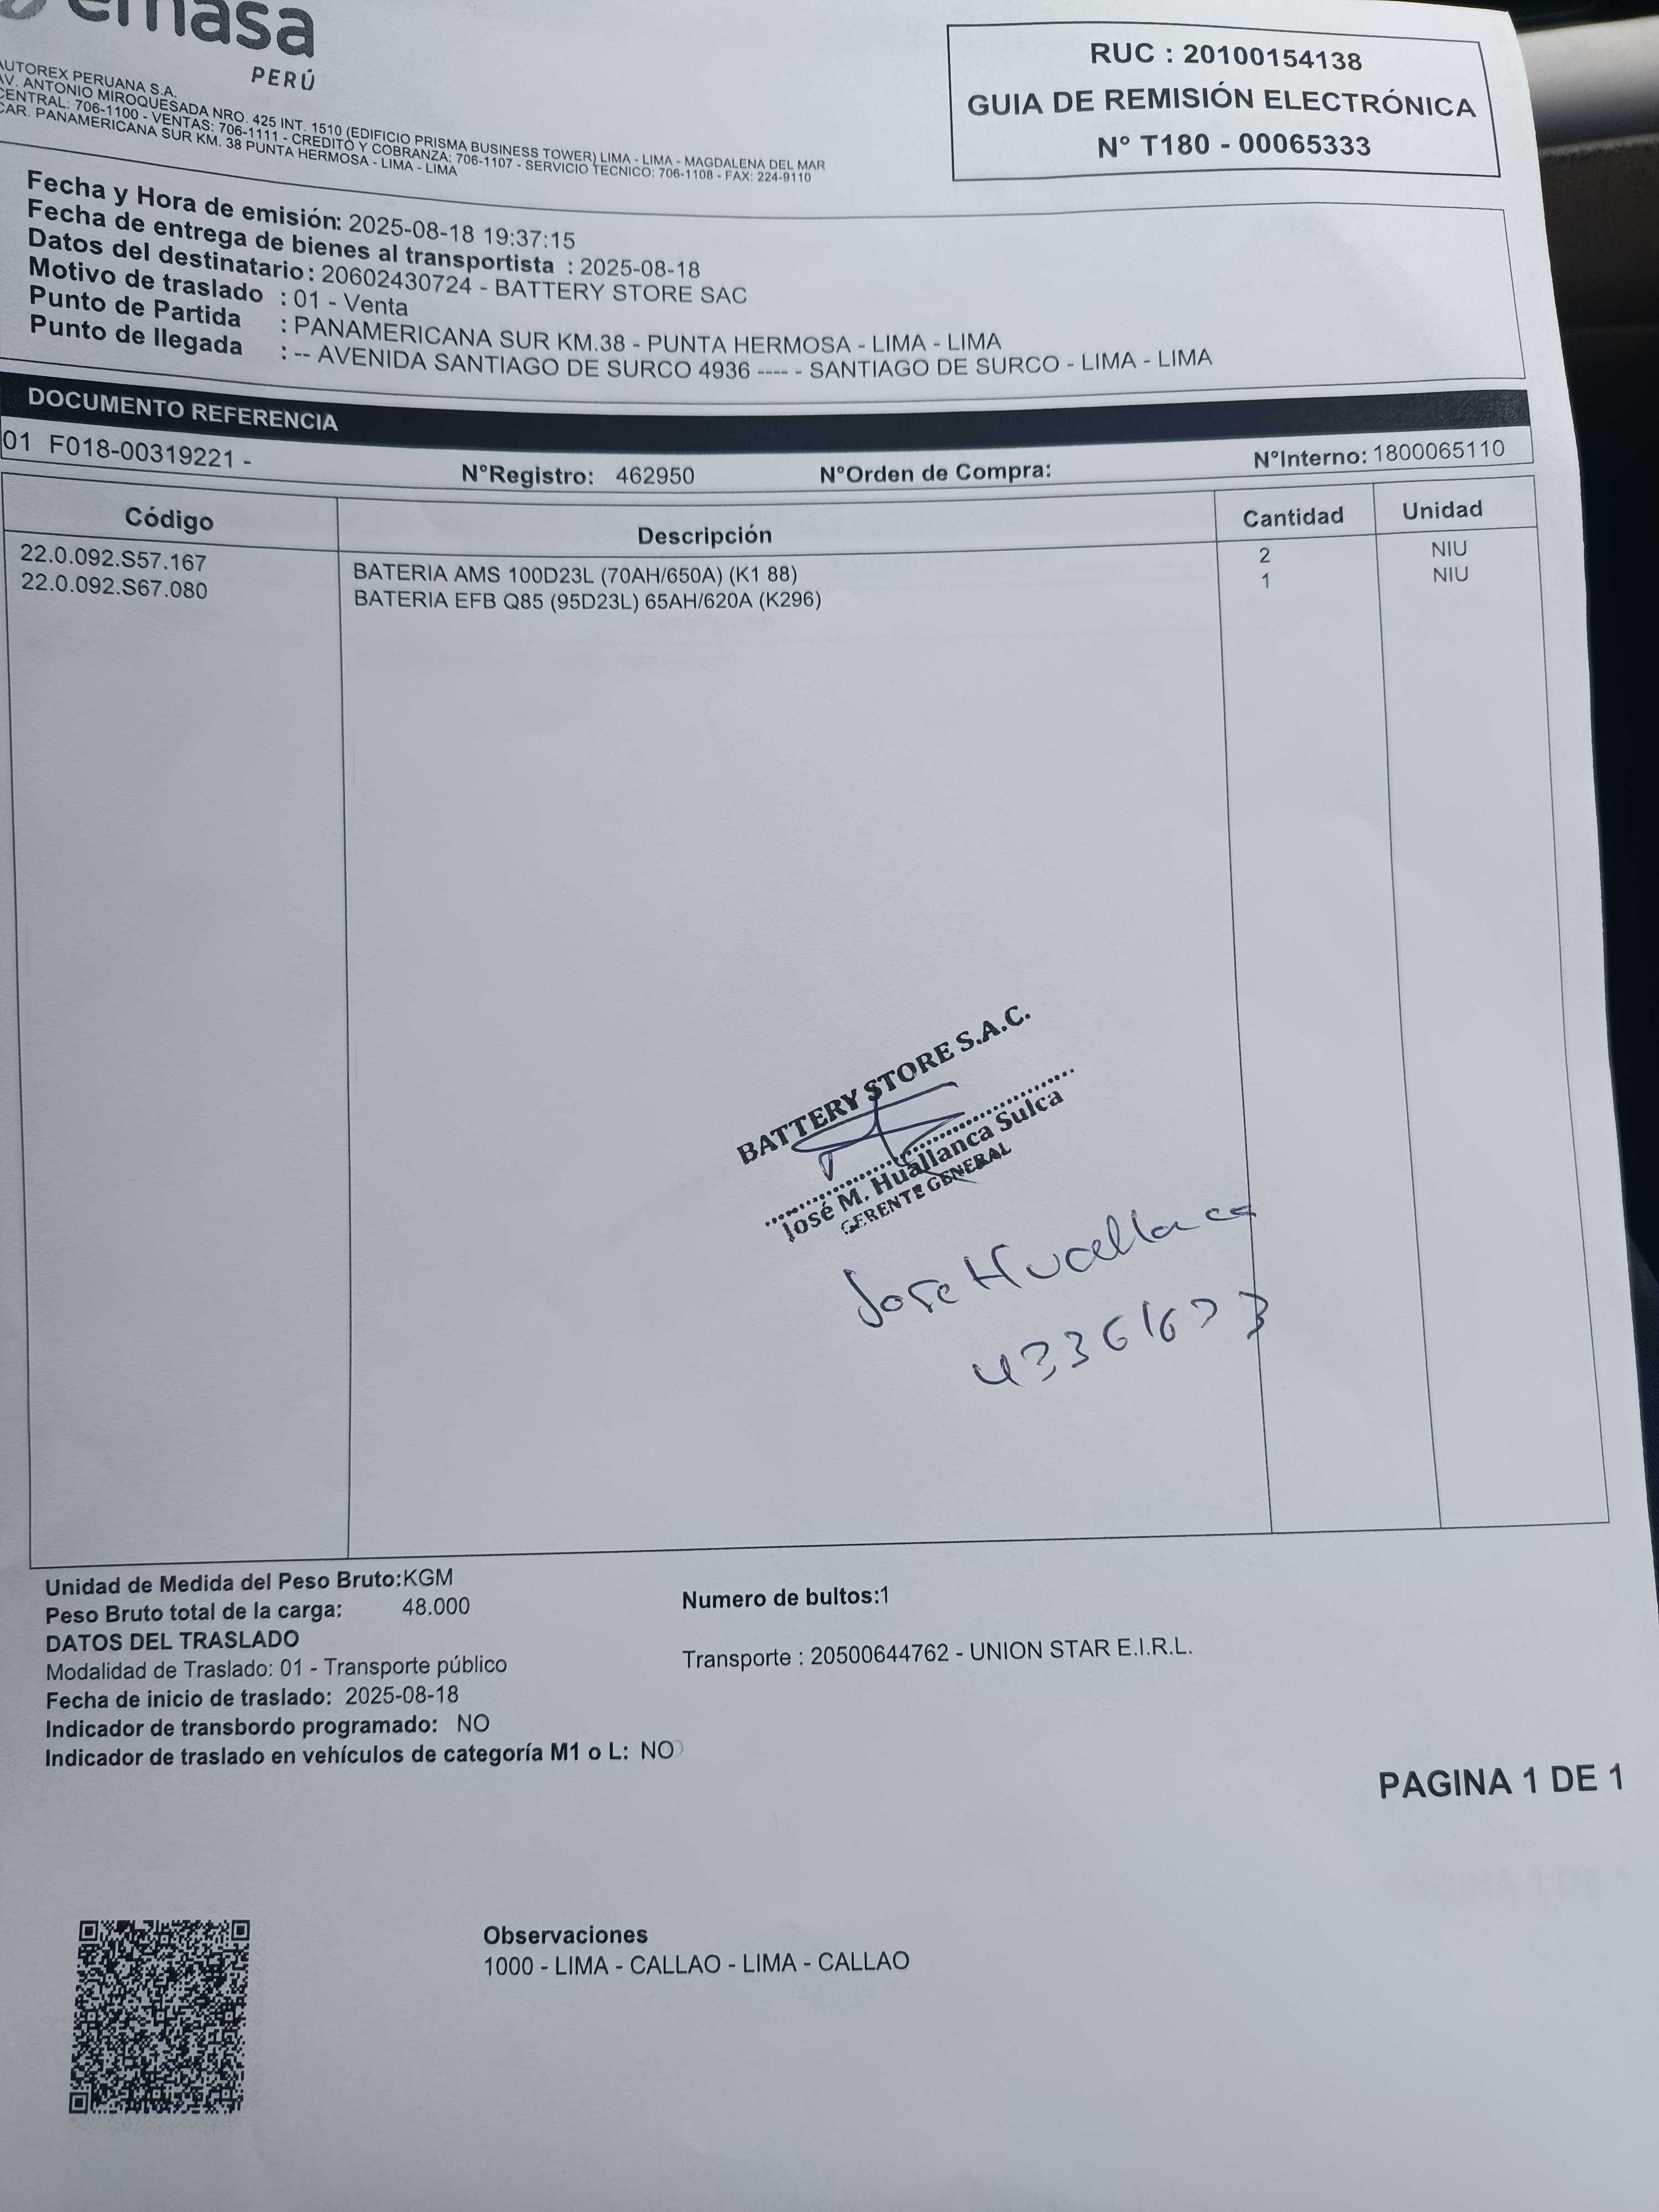 emasa
PERÚ
AUTOREX PERUANA S.A.
AV. ANTONIO MIROQUESADA NRO. 425 INT. 1510 (EDIFICIO PRISMA BUSINESS TOWER) LIMA - LIMA - MAGDALENA DEL MAR
CENTRAL: 706-1100 - VENTAS: 706-1111 - CREDITO Y COBRANZA: 706-1107 - SERVICIO TECNICO: 706-1108 - FAX: 224-9110
CAR. PANAMERICANA SUR KM. 38 PUNTA HERMOSA - LIMA - LIMA
RUC : 20100154138
GUIA DE REMISIÓN ELECTRÓNICA
N° T180 - 00065333
Fecha y Hora de emisión: 2025-08-18 19:37:15
Fecha de entrega de bienes al transportista : 2025-08-18
Datos del destinatario : 20602430724 - BATTERY STORE SAC
Motivo de traslado : 01 - Venta
Punto de Partida : PANAMERICANA SUR KM.38 - PUNTA HERMOSA - LIMA - LIMA
Punto de llegada : -- AVENIDA SANTIAGO DE SURCO 4936 ---- - SANTIAGO DE SURCO - LIMA - LIMA
DOCUMENTO REFERENCIA
01 F018-00319221 - N°Registro: 462950 N°Orden de Compra: N°Interno: 1800065110
Código Descripción Cantidad Unidad
22.0.092.S57.167 BATERIA AMS 100D23L (70AH/650A) (K1 88) 2 NIU
22.0.092.S67.080 BATERIA EFB Q85 (95D23L) 65AH/620A (K296) 1 NIU
BATTERY STORE S.A.C.
José M. Huallanca Sulca
GERENTE GENERAL
Jose Huallanca
Unidad de Medida del Peso Bruto:KGM
Peso Bruto total de la carga: 48.000 Numero de bultos:1
DATOS DEL TRASLADO
Modalidad de Traslado: 01 - Transporte público Transporte : 20500644762 - UNION STAR E.I.R.L.
Fecha de inicio de traslado: 2025-08-18
Indicador de transbordo programado: NO
Indicador de traslado en vehículos de categoría M1 o L: NO
PAGINA 1 DE 1
Observaciones
1000 - LIMA - CALLAO - LIMA - CALLAO